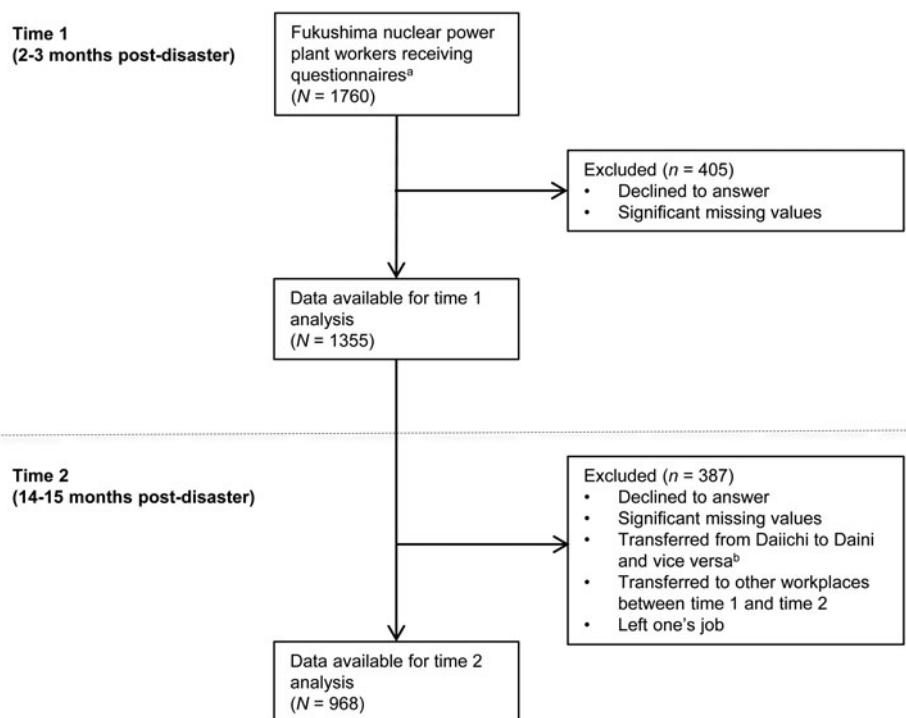 Time 1
(2-3 months post-disaster)
Fukushima nuclear power
plant workers receiving
questionnairesᵃ
(N = 1760)
Excluded (n = 405)
• Declined to answer
• Significant missing values
Data available for time 1
analysis
(N = 1355)
Time 2
(14-15 months post-disaster)
Excluded (n = 387)
• Declined to answer
• Significant missing values
• Transferred from Daiichi to Daini
and vice versaᵇ
• Transferred to other workplaces
between time 1 and time 2
• Left one's job
Data available for time 2
analysis
(N = 968)